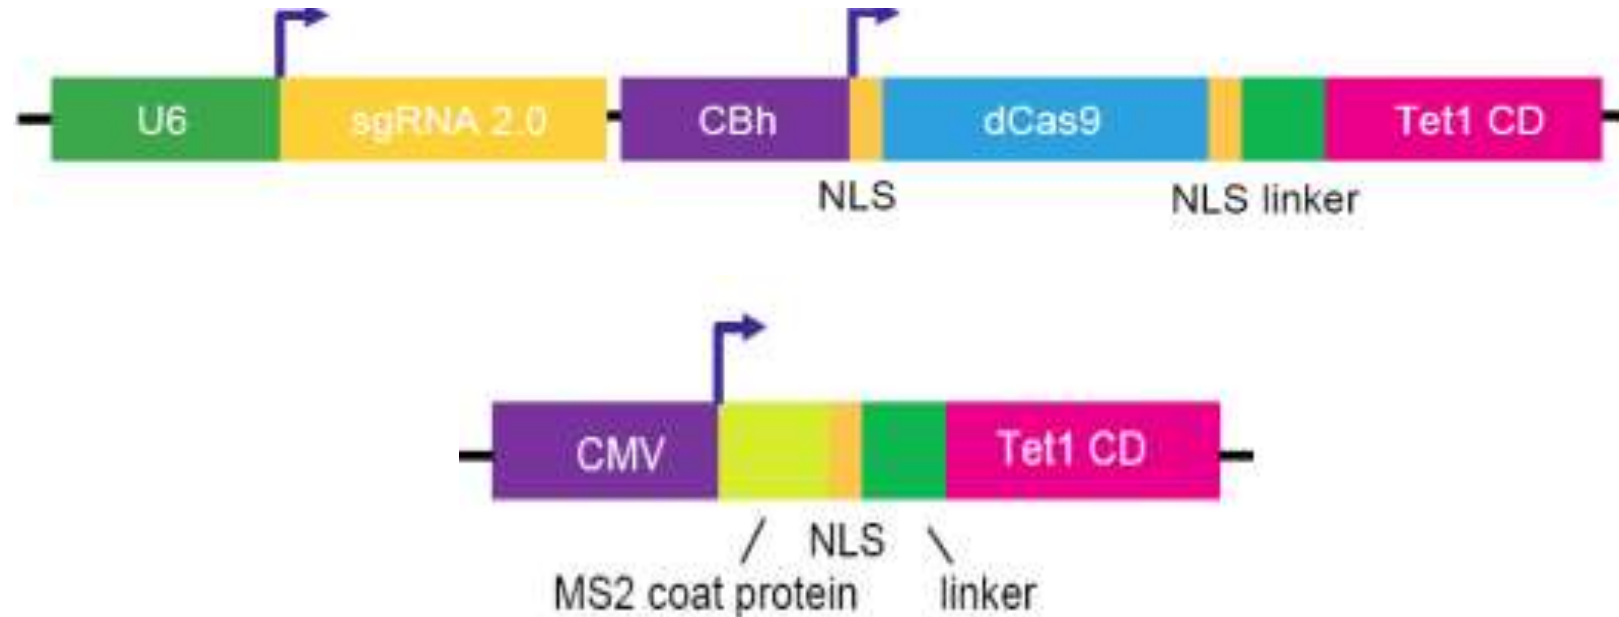 U6 sgRNA 2.0 CBh dCas9 Tet1 CD
NLS NLS linker
CMV Tet1 CD
NLS
MS2 coat protein linker